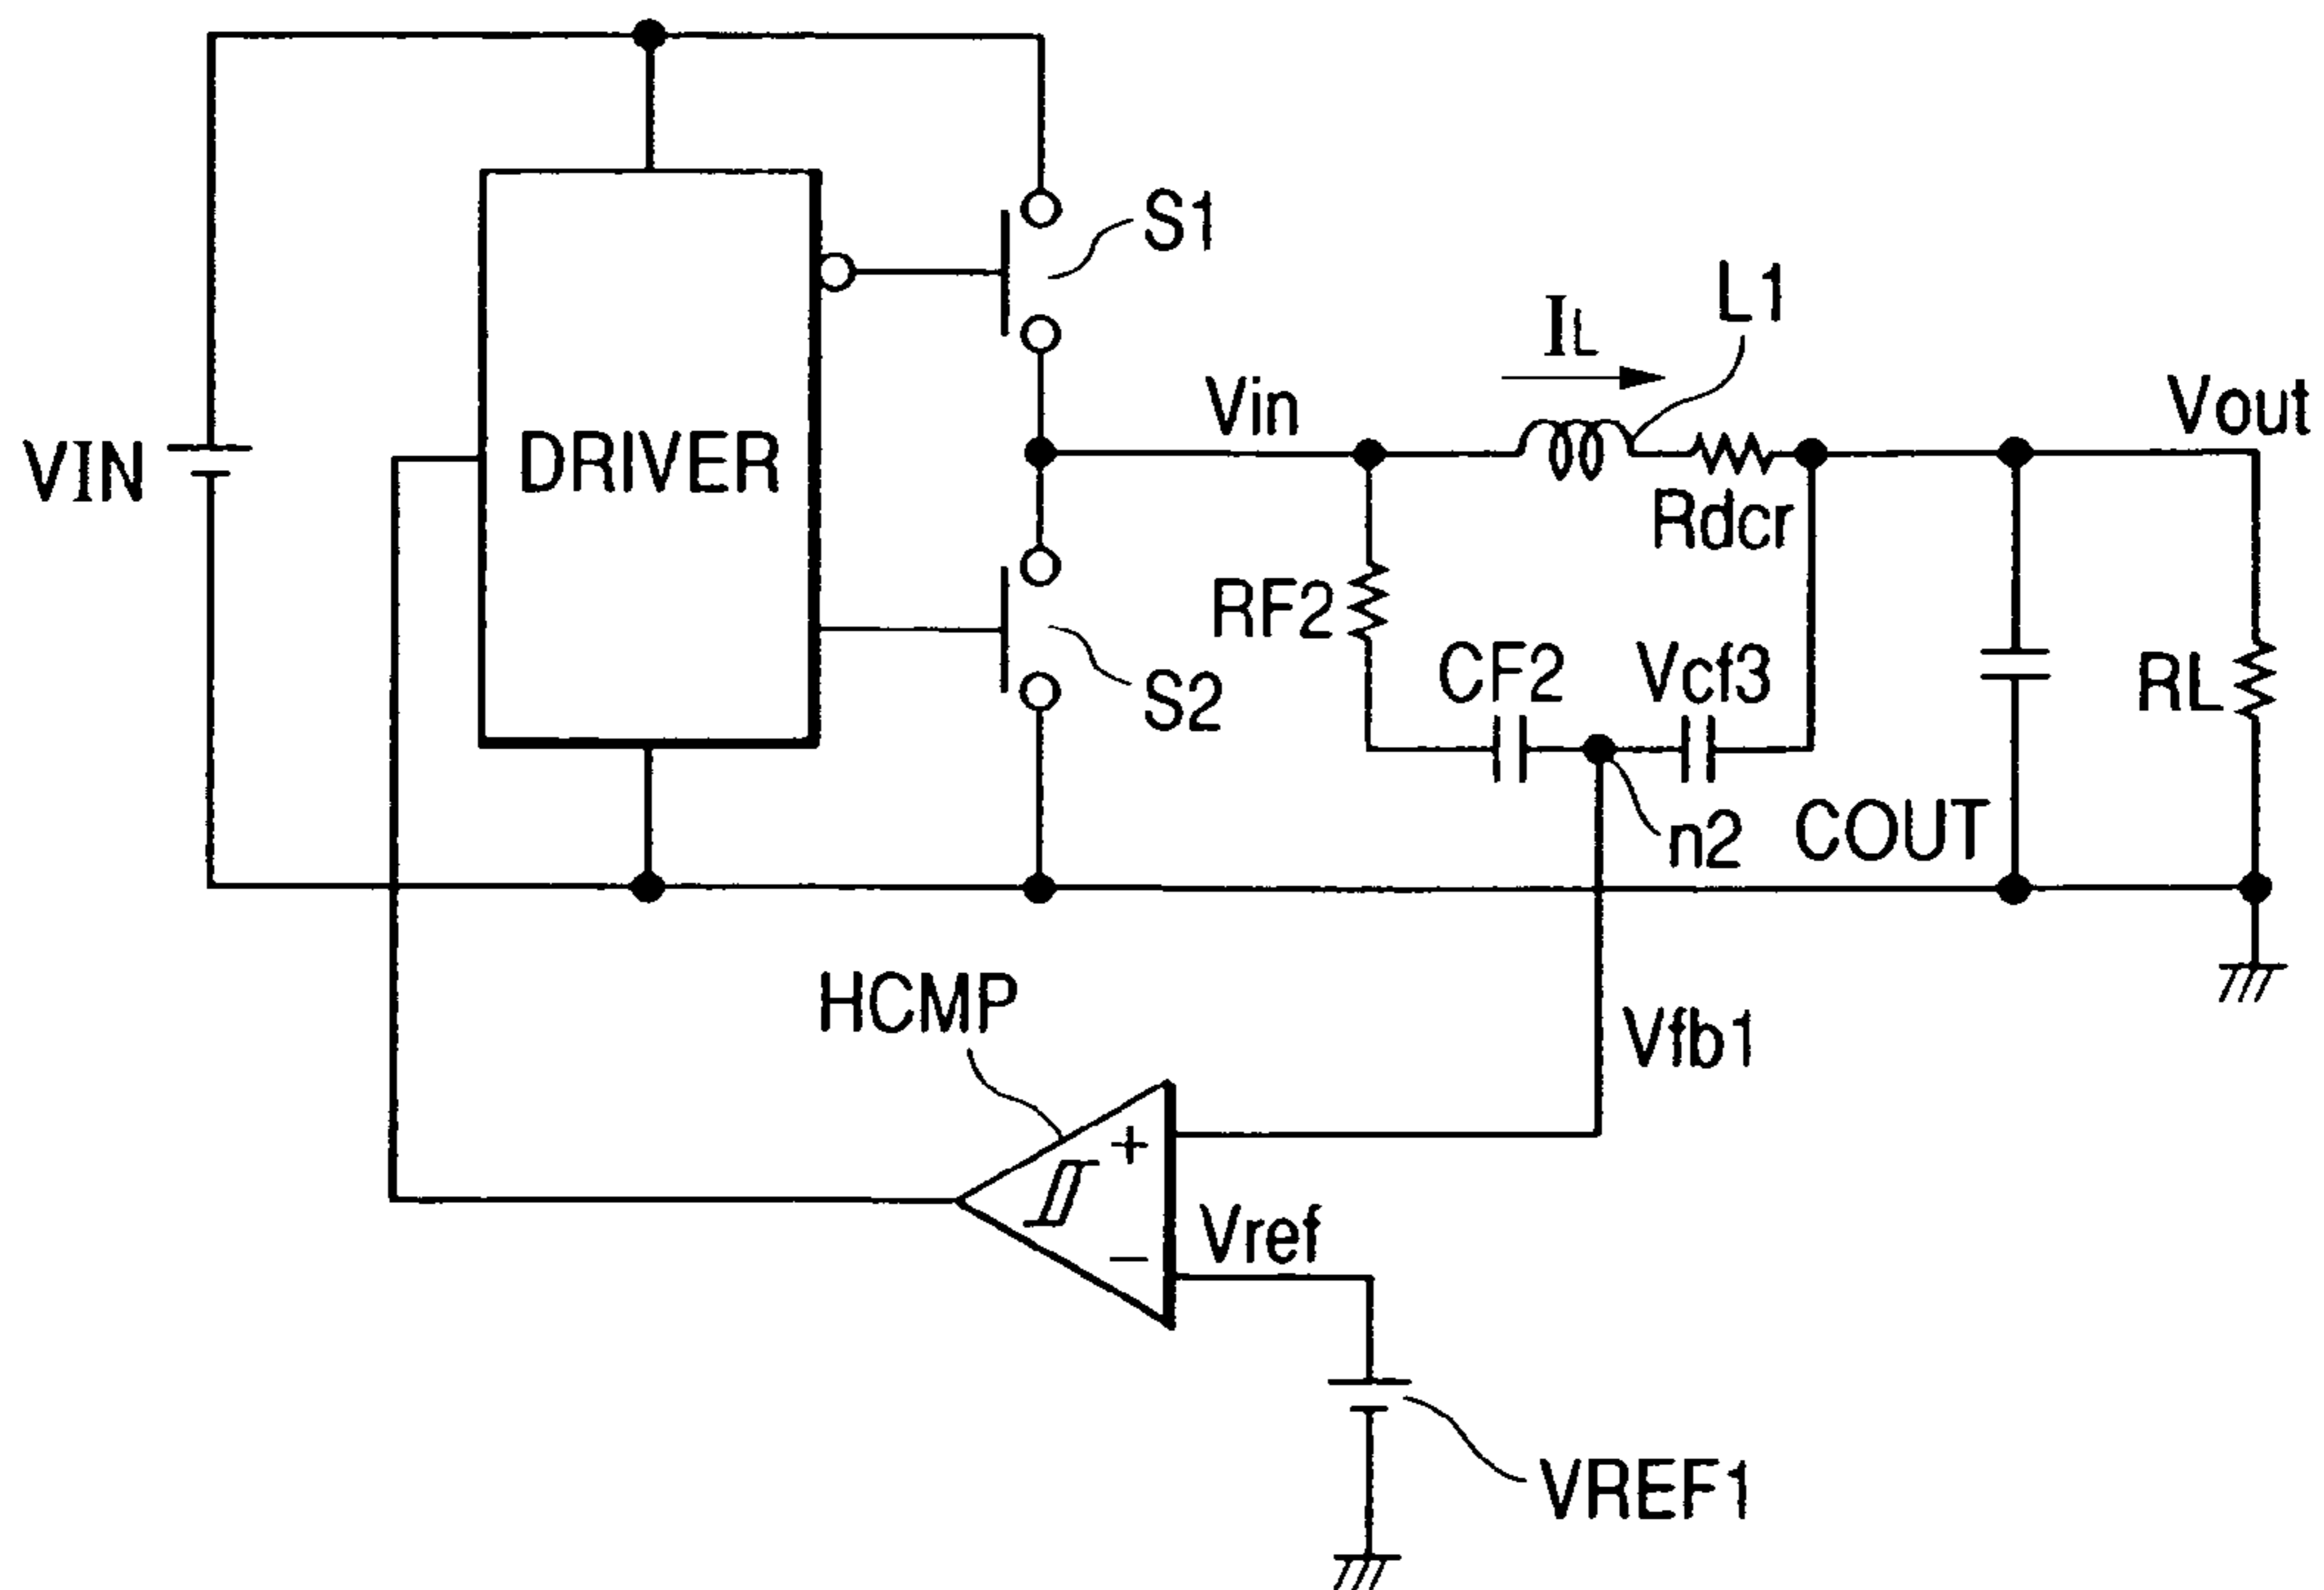 S1
L1
IL
Vin
Vout
VIN
DRIVER
Rdcr
RF2
CF2
Vcf3
RL
S2
n2
COUT
HCMP
Vfb1
+
Vref
−
VREF1